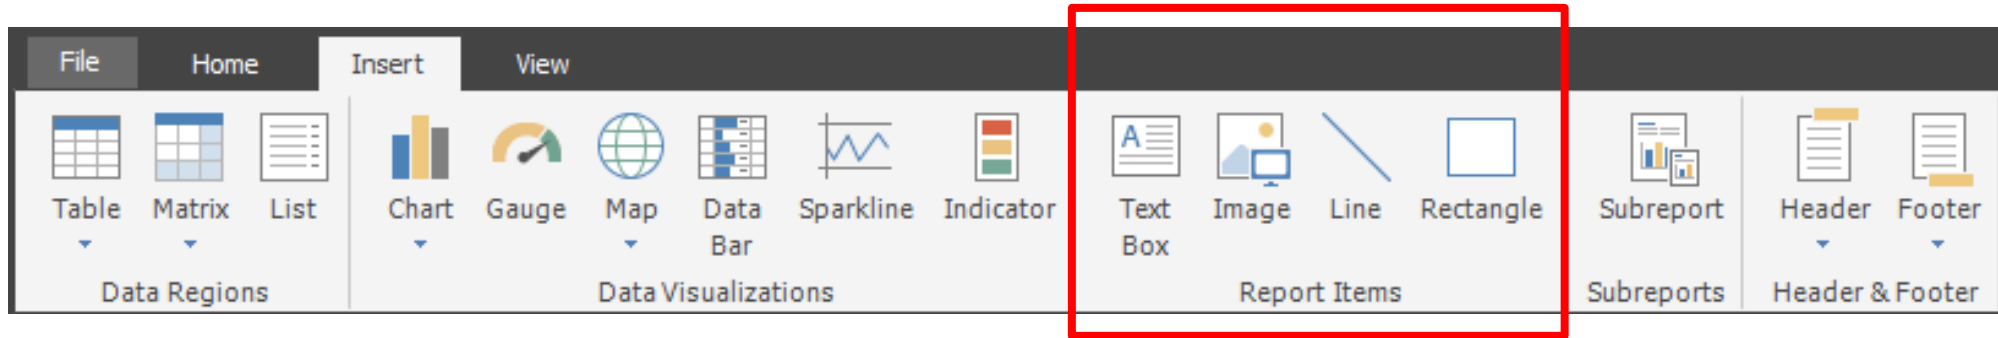 File Home Insert View
Table Matrix List Chart Gauge Map Data Sparkline Indicator Text Image Line Rectangle Subreport Header Footer
Bar Box
Data Regions Data Visualizations Report Items Subreports Header & Footer